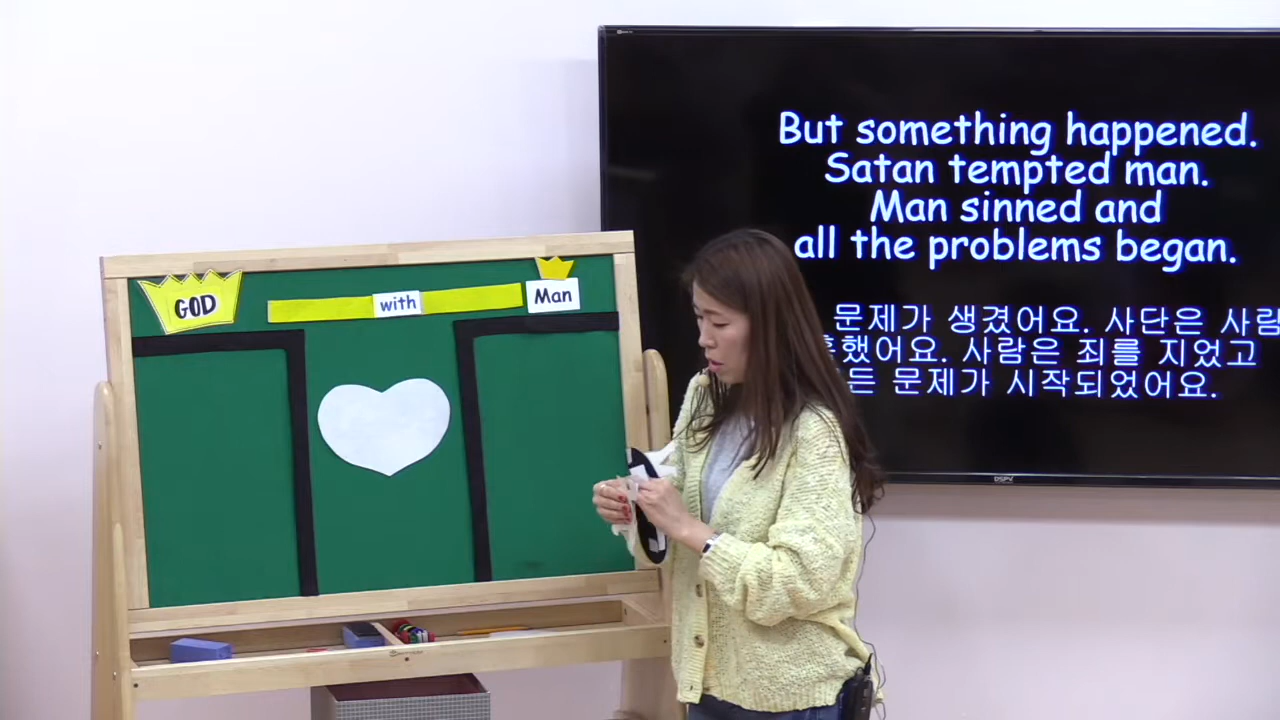 GOD
with
Man
But something happened.
Satan tempted man.
Man sinned and
all the problems began.
문제가 생겼어요. 사단은 사람
했어요. 사람은 죄를 지었고
든 문제가 시작되었어요.